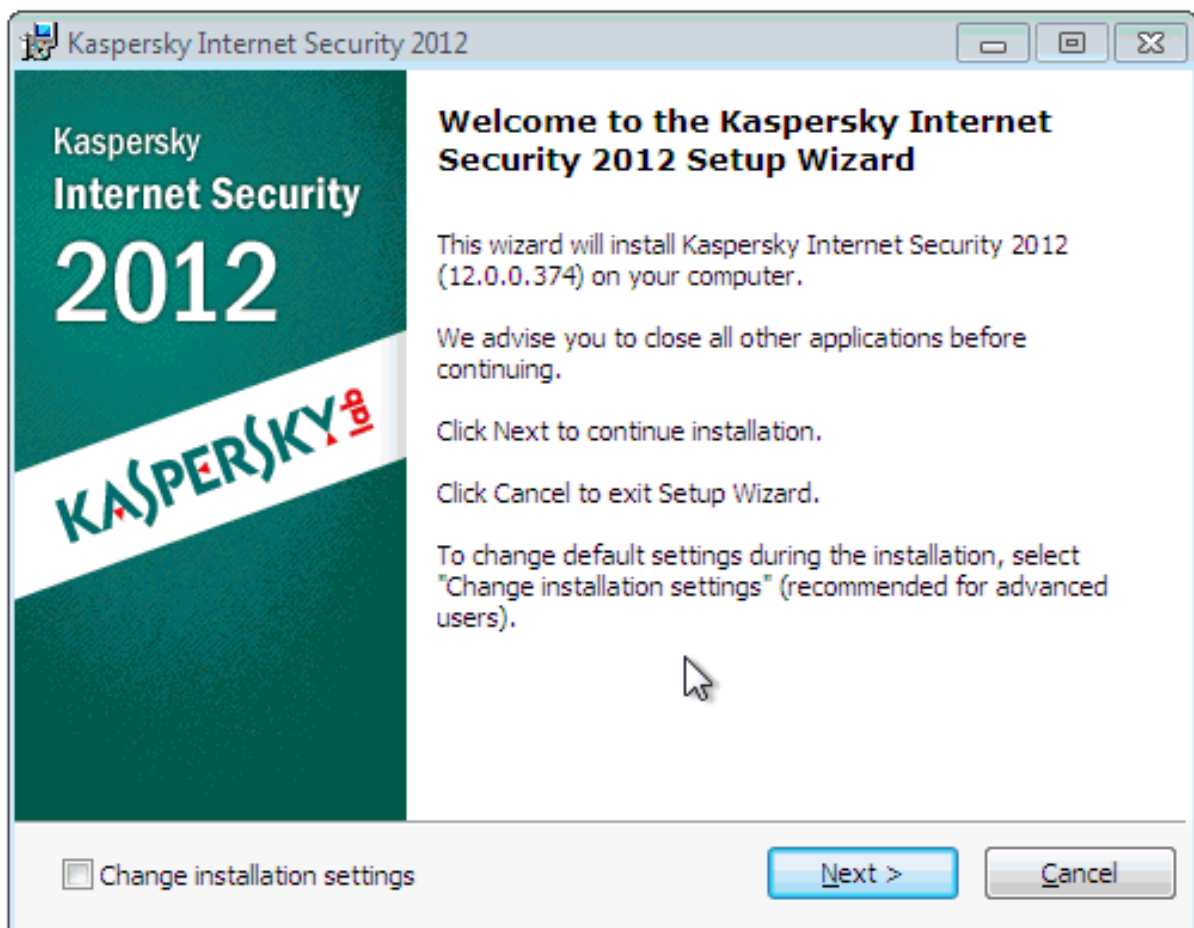 Kaspersky Internet Security 2012
Kaspersky
Internet Security
2012
KASPERSKY lab
Welcome to the Kaspersky Internet
Security 2012 Setup Wizard
This wizard will install Kaspersky Internet Security 2012
(12.0.0.374) on your computer.
We advise you to close all other applications before
continuing.
Click Next to continue installation.
Click Cancel to exit Setup Wizard.
To change default settings during the installation, select
"Change installation settings" (recommended for advanced
users).
Change installation settings
Next >
Cancel